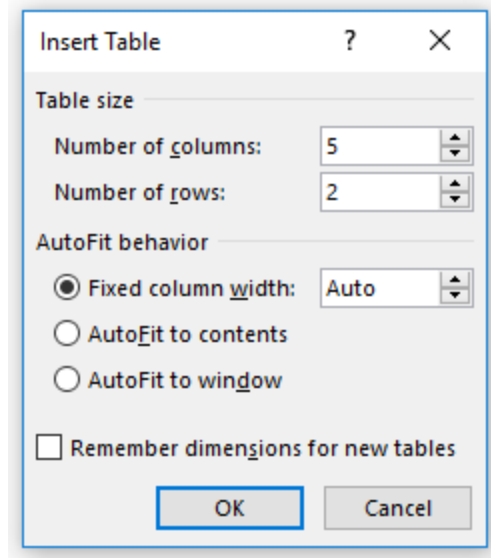 Insert Table ?
Table size
Number of columns: 5
Number of rows: 2
AutoFit behavior
Fixed column width: Auto
AutoFit to contents
AutoFit to window
Remember dimensions for new tables
OK Cancel